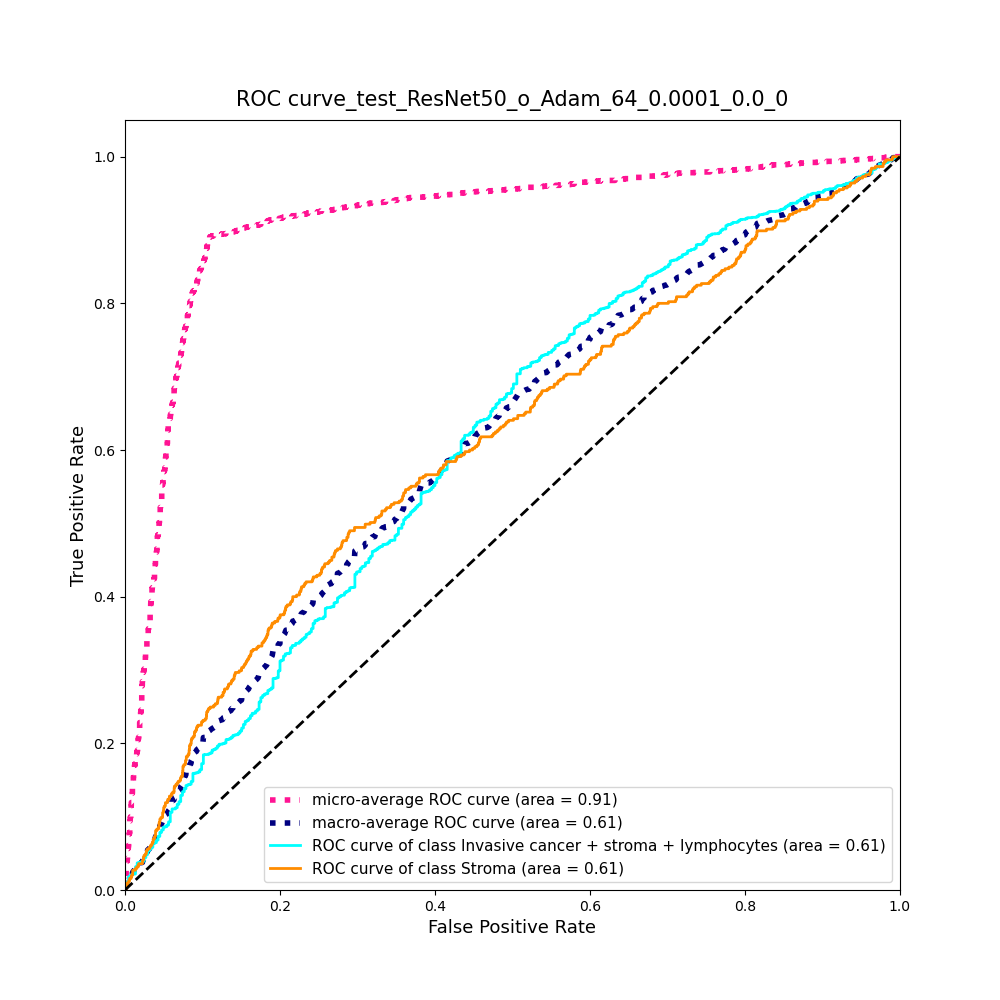 ROC curve_test_ResNet50_o_Adam_64_0.0001_0.0_0
True Positive Rate
1.0
0.8
0.6
0.4
0.2
0.0
micro-average ROC curve (area = 0.91)
macro-average ROC curve (area = 0.61)
ROC curve of class Invasive cancer + stroma + lymphocytes (area = 0.61)
ROC curve of class Stroma (area = 0.61)
0.0 0.2 0.4 0.6 0.8 1.0
False Positive Rate